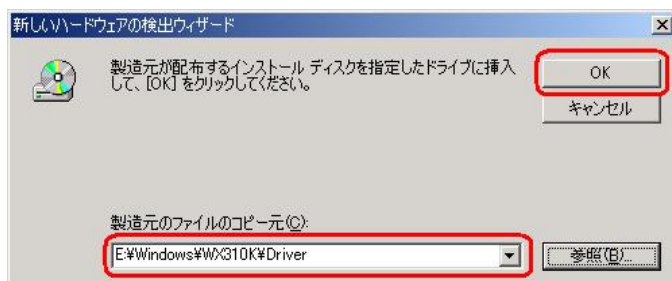 新しいハードウェアの検出ウィザード
製造元が配布するインストール ディスクを指定したドライブに挿入
して、[OK] をクリックしてください。
OK
キャンセル
製造元のファイルのコピー元(C):
E:¥Windows¥WX310K¥Driver
参照(B)...